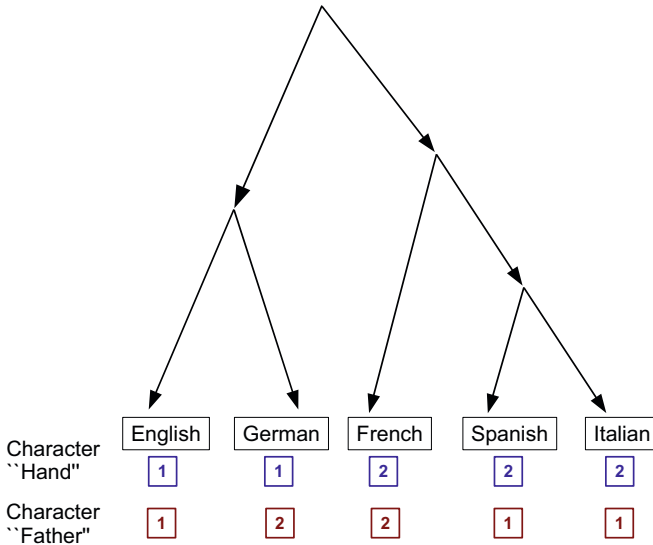 English German French Spanish Italian
Character
``Hand"
1 1 2 2 2
Character
``Father"
1 2 2 1 1